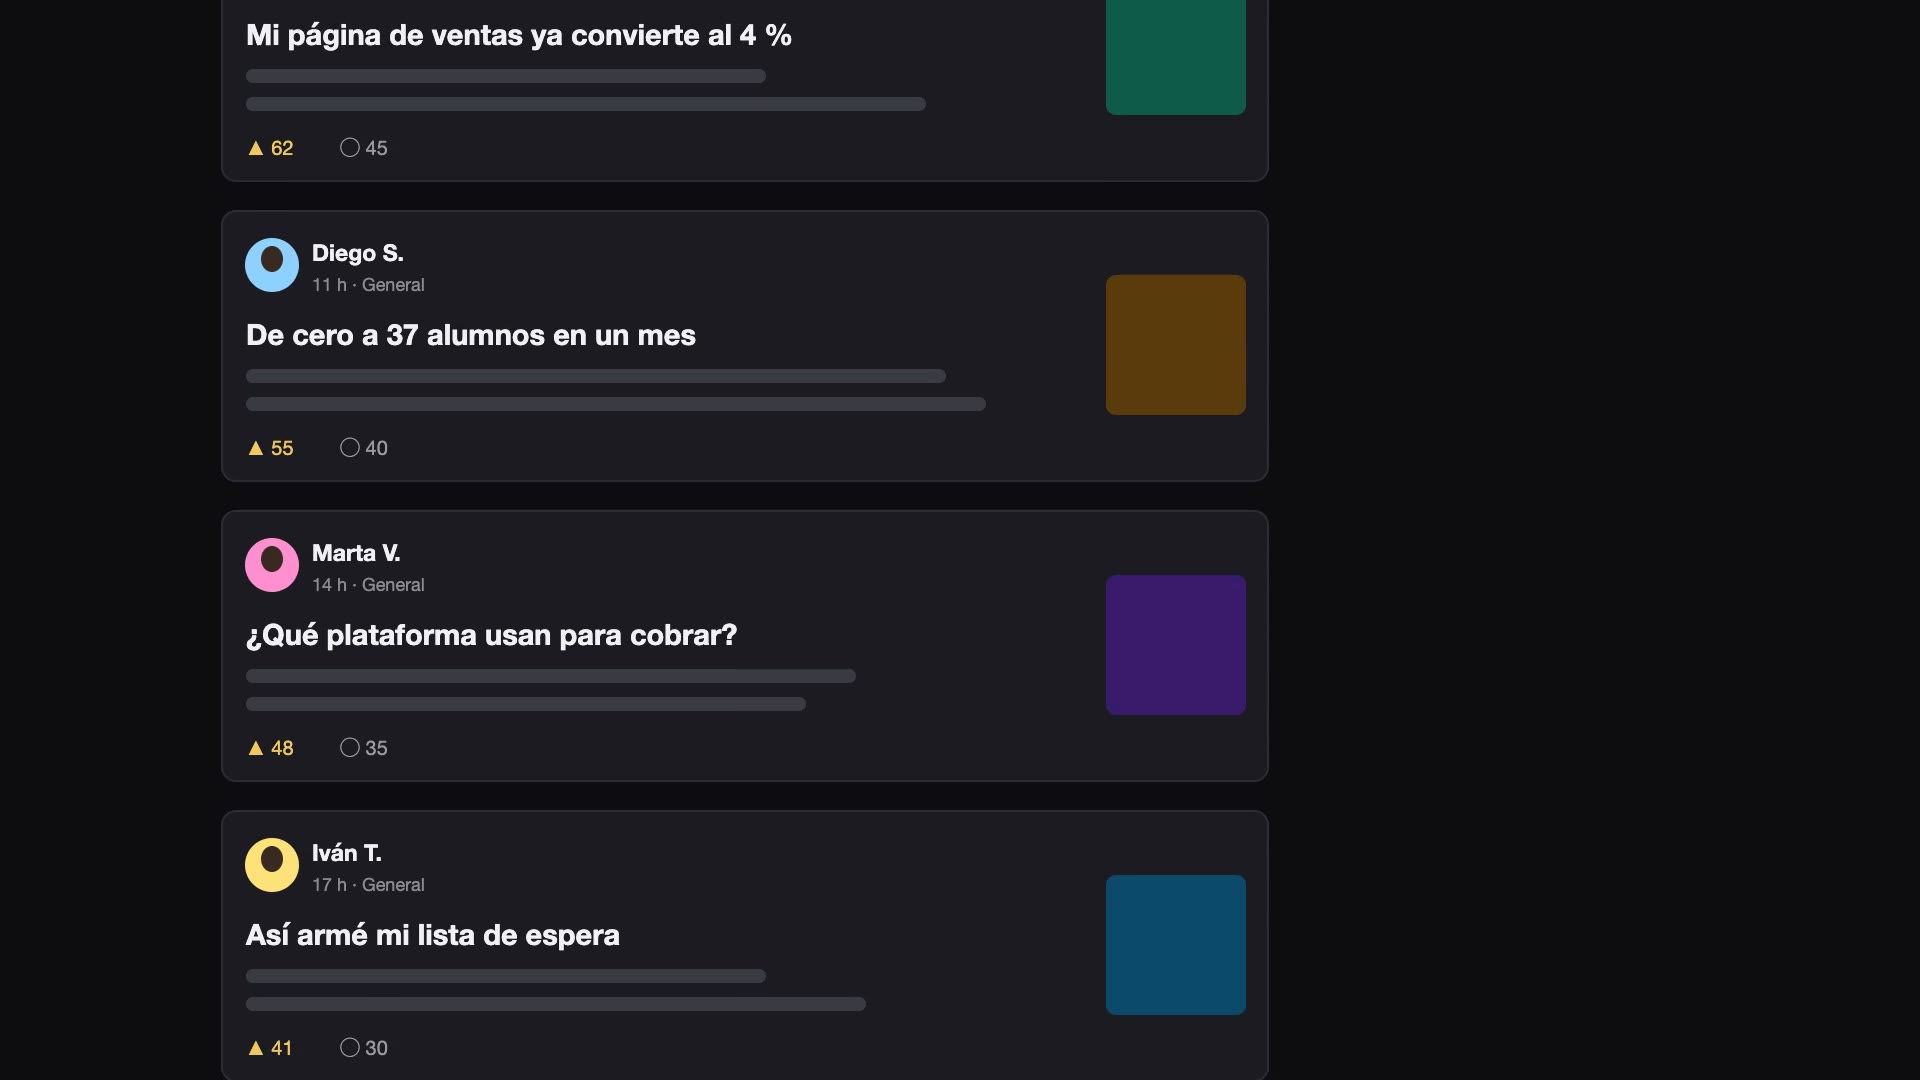 Mi página de ventas ya convierte al 4 %
▲ 62 45
Diego S.
11 h · General
De cero a 37 alumnos en un mes
▲ 55 40
Marta V.
14 h · General
¿Qué plataforma usan para cobrar?
▲ 48 35
Iván T.
17 h · General
Así armé mi lista de espera
▲ 41 30